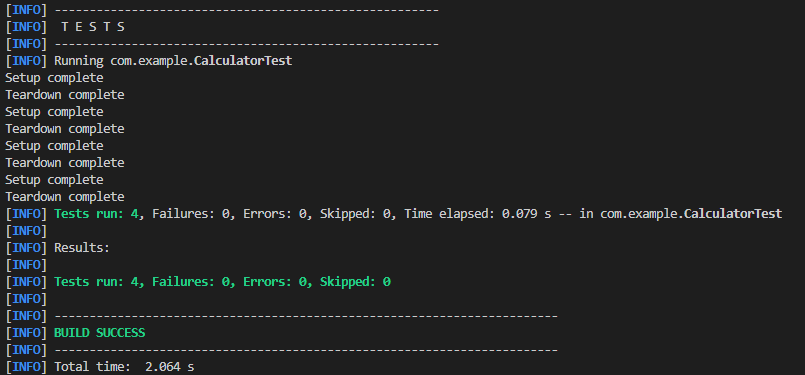 [INFO] -------------------------------------------------------
[INFO]  T E S T S
[INFO] -------------------------------------------------------
[INFO] Running com.example.CalculatorTest
Setup complete
Teardown complete
Setup complete
Teardown complete
Setup complete
Teardown complete
Setup complete
Teardown complete
[INFO] Tests run: 4, Failures: 0, Errors: 0, Skipped: 0, Time elapsed: 0.079 s -- in com.example.CalculatorTest
[INFO]
[INFO] Results:
[INFO]
[INFO] Tests run: 4, Failures: 0, Errors: 0, Skipped: 0
[INFO]
[INFO] ------------------------------------------------------------------------
[INFO] BUILD SUCCESS
[INFO] ------------------------------------------------------------------------
[INFO] Total time:  2.064 s